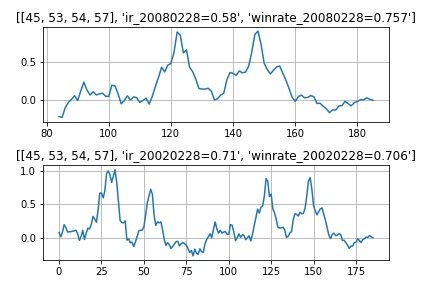 [[45, 53, 54, 57], 'ir_20080228=0.58', 'winrate_20080228=0.757']
0.5
0.0
80 100 120 140 160 180
[[45, 53, 54, 57], 'ir_20020228=0.71', 'winrate_20020228=0.706']
1.0
0.5
0.0
0 25 50 75 100 125 150 175